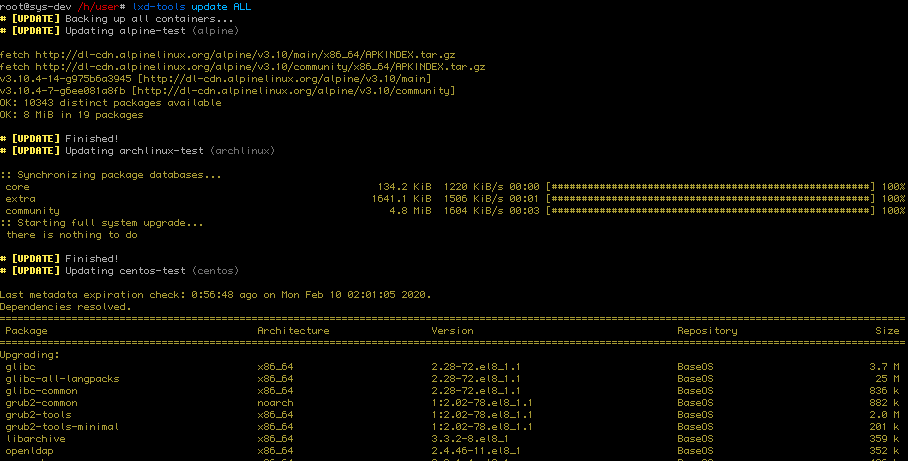 root@sys-dev /h/user# lxd-tools update ALL
# [UPDATE] Backing up all containers...
# [UPDATE] Updating alpine-test (alpine)
fetch http://dl-cdn.alpinelinux.org/alpine/v3.10/main/x86_64/APKINDEX.tar.gz
fetch http://dl-cdn.alpinelinux.org/alpine/v3.10/community/x86_64/APKINDEX.tar.gz
v3.10.4-14-g975b6a3945 [http://dl-cdn.alpinelinux.org/alpine/v3.10/main]
v3.10.4-7-g6ee081a8fb [http://dl-cdn.alpinelinux.org/alpine/v3.10/community]
OK: 10343 distinct packages available
OK: 8 MiB in 19 packages
# [UPDATE] Finished!
# [UPDATE] Updating archlinux-test (archlinux)
:: Synchronizing package databases...
core 134.2 KiB 1220 KiB/s 00:00 [#####################################################] 100%
extra 1641.1 KiB 1506 KiB/s 00:01 [#####################################################] 100%
community 4.8 MiB 1604 KiB/s 00:03 [#####################################################] 100%
:: Starting full system upgrade...
there is nothing to do
# [UPDATE] Finished!
# [UPDATE] Updating centos-test (centos)
Last metadata expiration check: 0:56:48 ago on Mon Feb 10 02:01:05 2020.
Dependencies resolved.
Package Architecture Version Repository Size
Upgrading:
glibc x86_64 2.28-72.el8_1.1 BaseOS 3.7 M
glibc-all-langpacks x86_64 2.28-72.el8_1.1 BaseOS 25 M
glibc-common x86_64 2.28-72.el8_1.1 BaseOS 836 k
grub2-common noarch 1:2.02-78.el8_1.1 BaseOS 882 k
grub2-tools x86_64 1:2.02-78.el8_1.1 BaseOS 2.0 M
grub2-tools-minimal x86_64 1:2.02-78.el8_1.1 BaseOS 201 k
libarchive x86_64 3.3.2-8.el8_1 BaseOS 359 k
openldap x86_64 2.4.46-11.el8_1 BaseOS 352 k